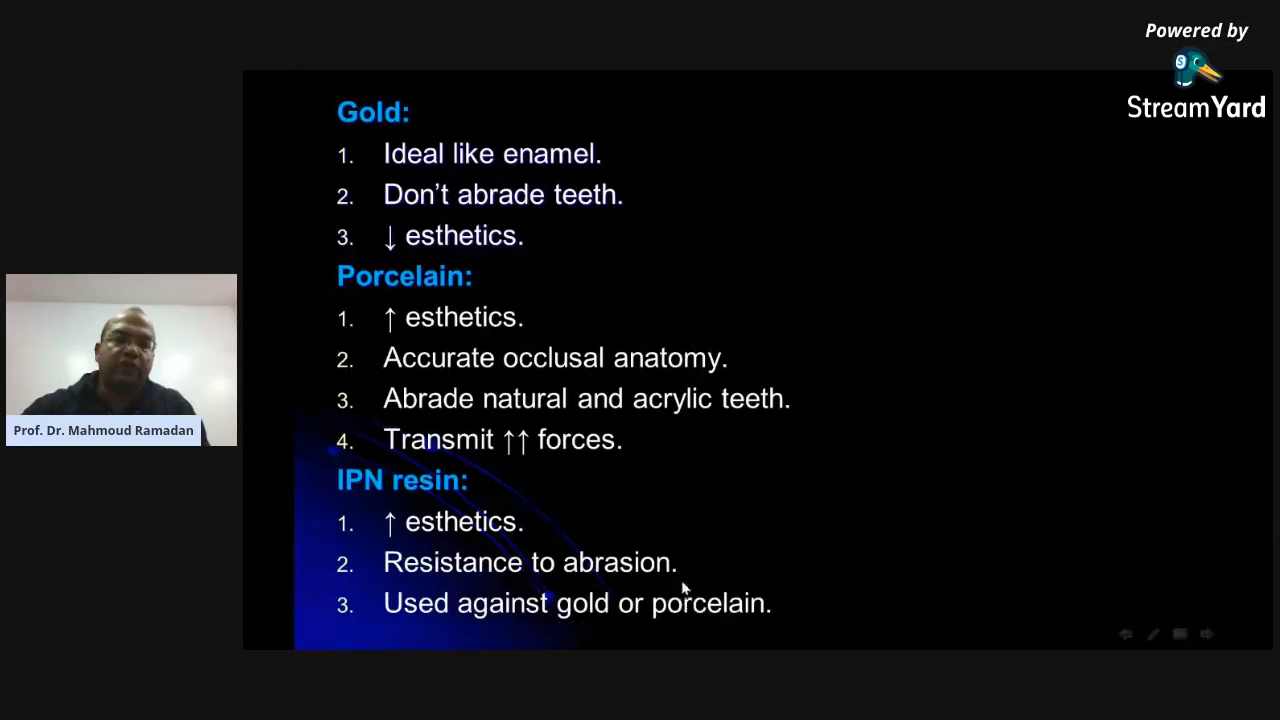 Powered by
StreamYard
Gold:
1. Ideal like enamel.
2. Don’t abrade teeth.
3. ↓ esthetics.
Porcelain:
1. ↑ esthetics.
2. Accurate occlusal anatomy.
3. Abrade natural and acrylic teeth.
4. Transmit ↑↑ forces.
IPN resin:
1. ↑ esthetics.
2. Resistance to abrasion.
3. Used against gold or porcelain.
Prof. Dr. Mahmoud Ramadan